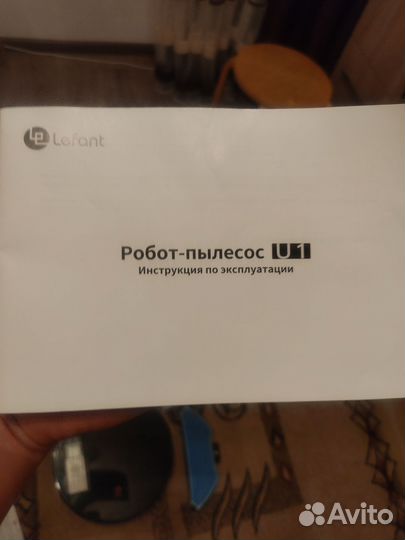 Lefant
Робот-пылесос U1
Инструкция по эксплуатации
Avito